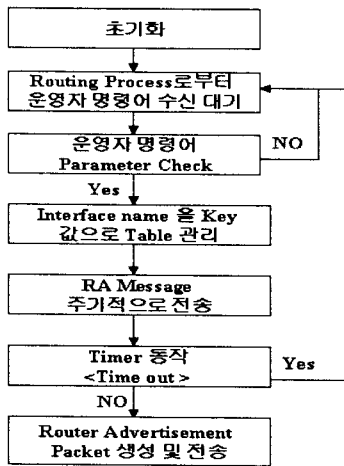 초기화
Routing Process로부터
운영자 명령어 수신 대기
운영자 명령어
Parameter Check
NO
Yes
Interface name 을 Key
값으로 Table 관리
RA Message
주기적으로 전송
Timer 동작
<Time out >
Yes
NO
Router Advertisement
Packet 생성 및 전송